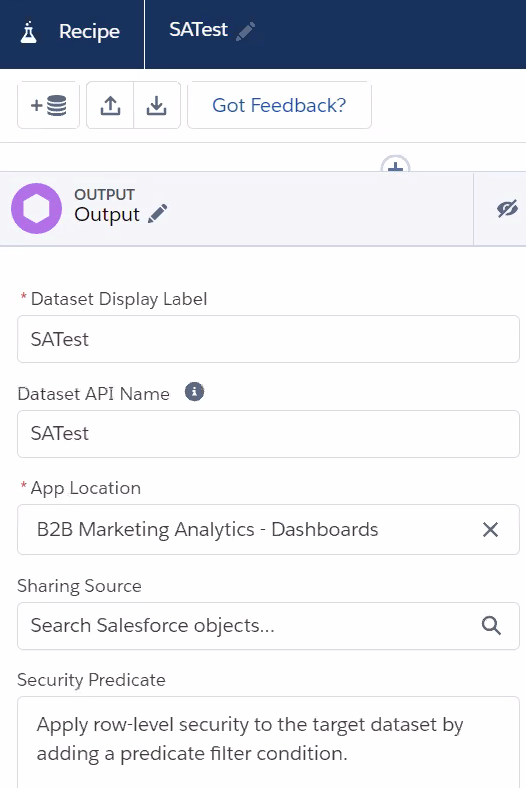 Recipe
SATest
Got Feedback?
OUTPUT
Output
* Dataset Display Label
SATest
Dataset API Name
SATest
* App Location
B2B Marketing Analytics - Dashboards
Sharing Source
Search Salesforce objects...
Security Predicate
Apply row-level security to the target dataset by
adding a predicate filter condition.